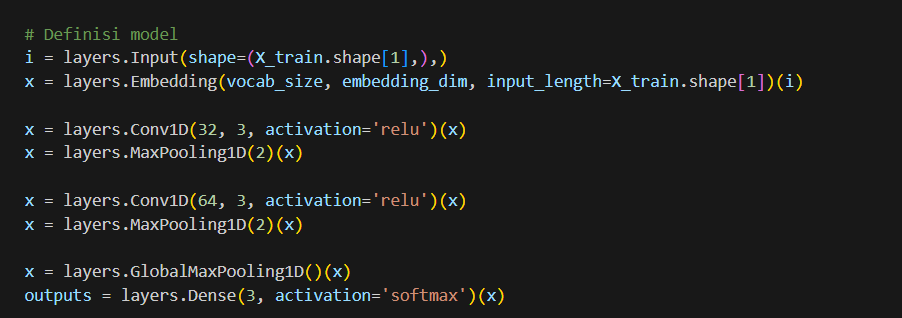 # Definisi model
i = layers.Input(shape=(X_train.shape[1],),)
x = layers.Embedding(vocab_size, embedding_dim, input_length=X_train.shape[1])(i)
x = layers.Conv1D(32, 3, activation='relu')(x)
x = layers.MaxPooling1D(2)(x)
x = layers.Conv1D(64, 3, activation='relu')(x)
x = layers.MaxPooling1D(2)(x)
x = layers.GlobalMaxPooling1D()(x)
outputs = layers.Dense(3, activation='softmax')(x)